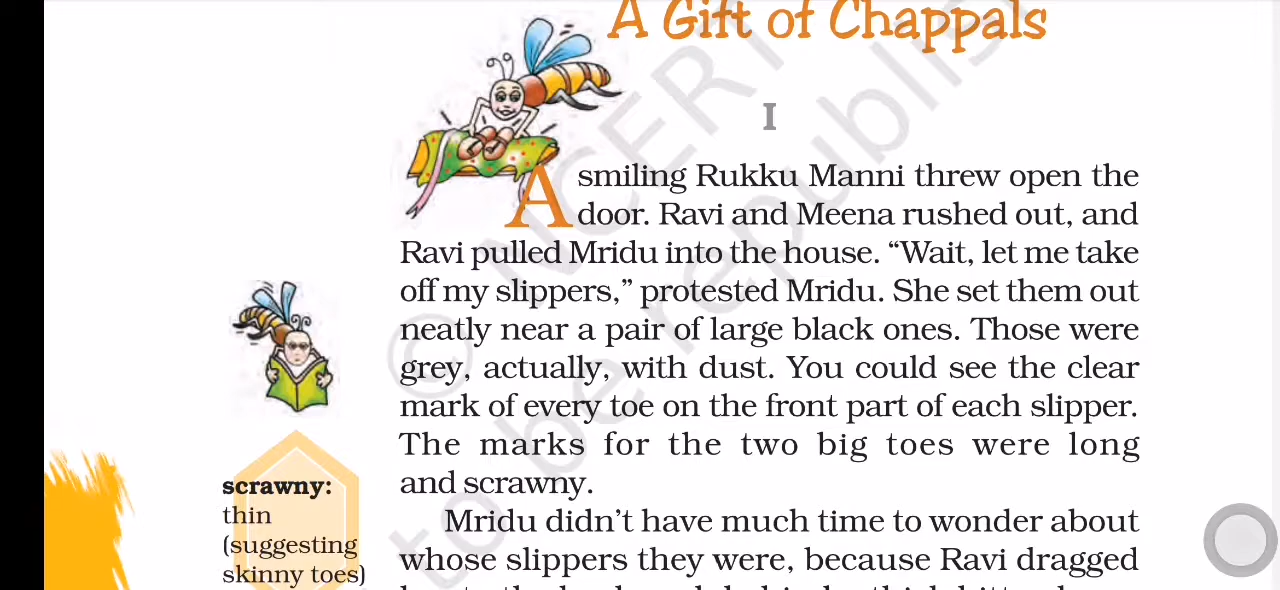 A Gift of Chappals
I
A smiling Rukku Manni threw open the
door. Ravi and Meena rushed out, and
Ravi pulled Mridu into the house. “Wait, let me take
off my slippers,” protested Mridu. She set them out
neatly near a pair of large black ones. Those were
grey, actually, with dust. You could see the clear
mark of every toe on the front part of each slipper.
The marks for the two big toes were long
and scrawny.
scrawny:
thin
(suggesting
skinny toes)
Mridu didn’t have much time to wonder about
whose slippers they were, because Ravi dragged
© NCERT
to be republis